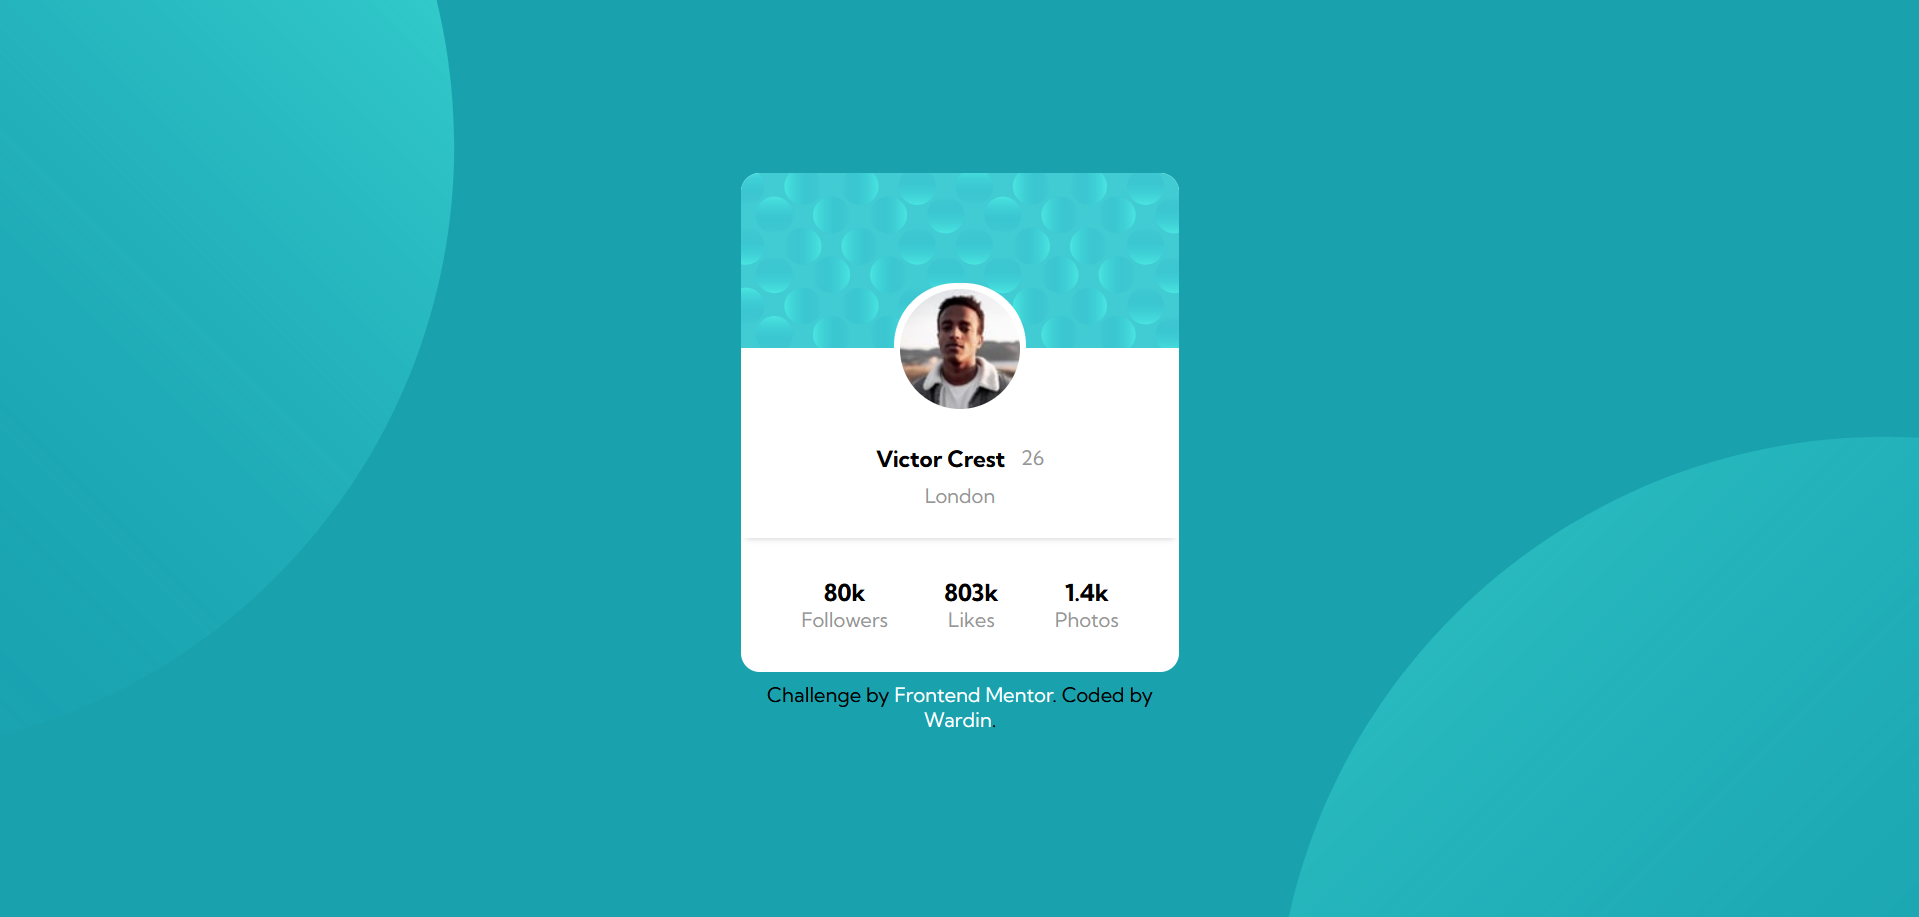 Victor Crest 26
London
80k 803k 1.4k
Followers Likes Photos
Challenge by Frontend Mentor. Coded by
Wardin.